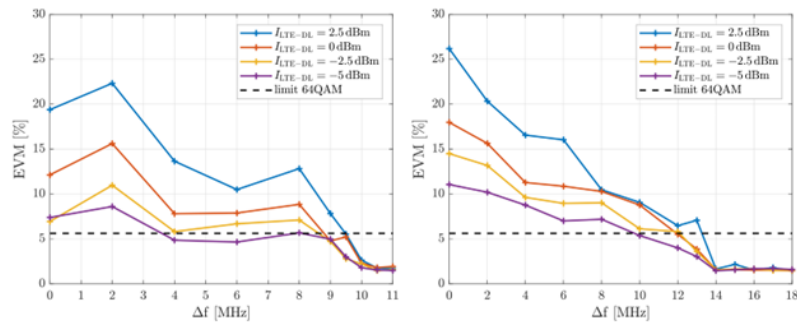 30
25
20
15
10
5
0
EVM [%]
0 1 2 3 4 5 6 7 8 9 10 11
Δf [MHz]
I_LTE−DL = 2.5 dBm
I_LTE−DL = 0 dBm
I_LTE−DL = −2.5 dBm
I_LTE−DL = −5 dBm
limit 64QAM
30
25
20
15
10
5
0
EVM [%]
0 2 4 6 8 10 12 14 16 18
Δf [MHz]
I_LTE−DL = 2.5 dBm
I_LTE−DL = 0 dBm
I_LTE−DL = −2.5 dBm
I_LTE−DL = −5 dBm
limit 64QAM